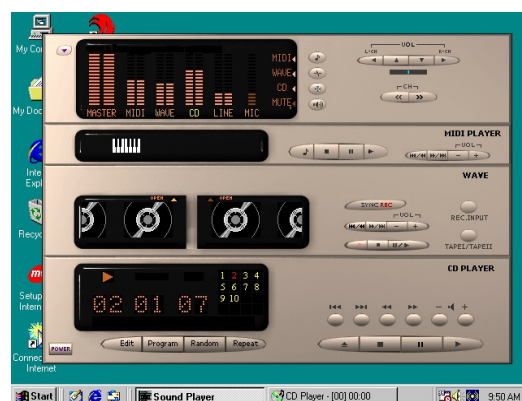 My Co
My Doc
Inte
Expl
Recyc
Setup
Intern
Connec
Internet
MIDI
WAVE
CD
MUTE
MASTER MIDI WAVE CD LINE MIC
VOL
L-CH R-CH
CH
MIDI PLAYER
VOL
WAVE
OPEN OPEN
SYNC REC
VOL
REC.INPUT
TAPEI/TAPEII
CD PLAYER
02 01 07
1 2 3 4
5 6 7 8
9 10
POWER
Edit Program Random Repeat
Start
Sound Player
CD Player - [00] 00:00
9:50 AM